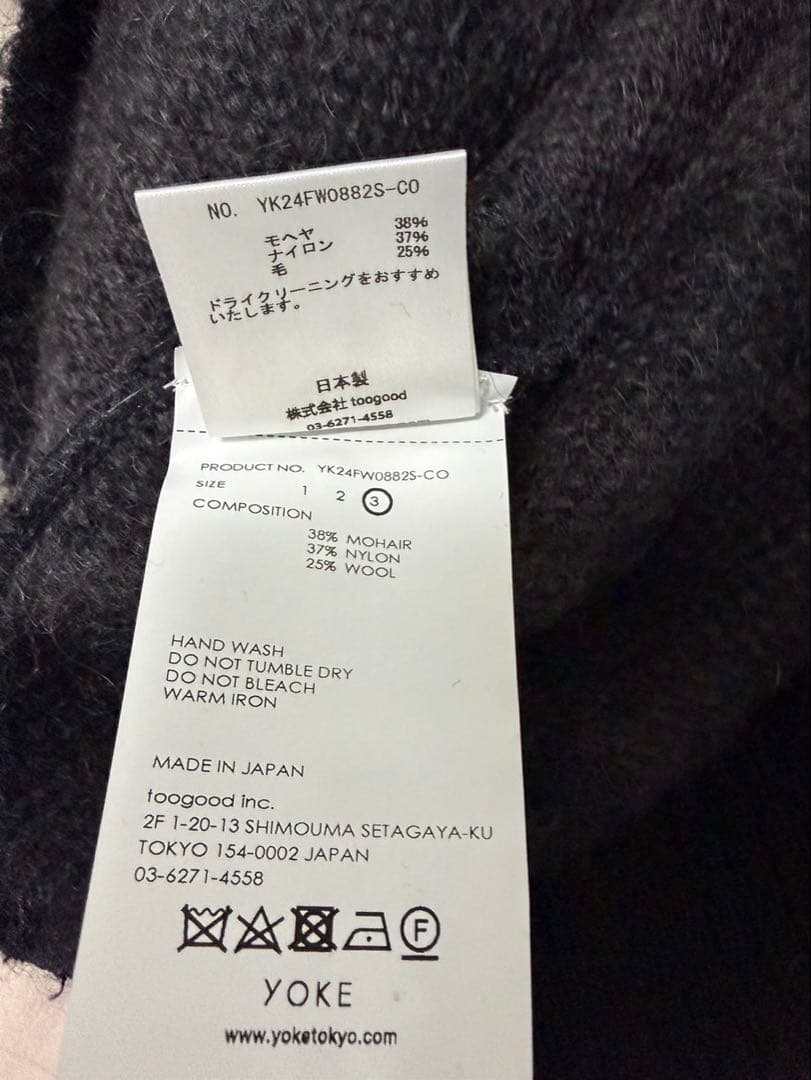 NO. YK24FW0882S-CO
モヘヤ 38%
ナイロン 37%
毛 25%
ドライクリーニングをおすすめ
いたします。
日本製
株式会社 toogood
03-6271-4558
PRODUCT NO. YK24FW0882S-CO
SIZE 1 2 3
COMPOSITION
38% MOHAIR
37% NYLON
25% WOOL
HAND WASH
DO NOT TUMBLE DRY
DO NOT BLEACH
WARM IRON
MADE IN JAPAN
toogood inc.
2F 1-20-13 SHIMOUMA SETAGAYA-KU
TOKYO 154-0002 JAPAN
03-6271-4558
F
YOKE
www.yoketokyo.com